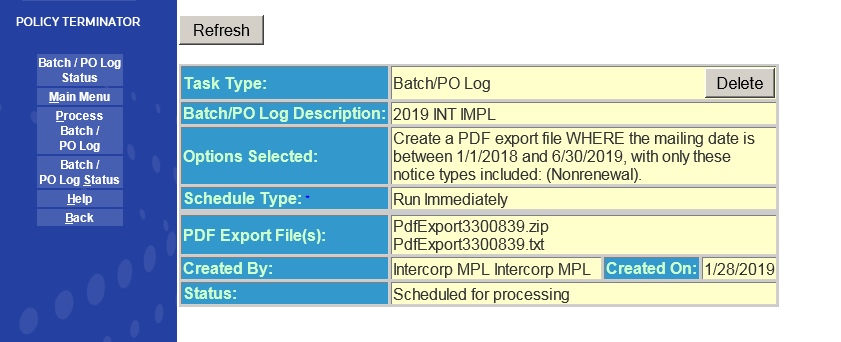 POLICY TERMINATOR
Batch / PO Log
Status
Main Menu
Process
Batch /
PO Log
Batch /
PO Log Status
Help
Back
Refresh
Task Type: Batch/PO Log Delete
Batch/PO Log Description: 2019 INT IMPL
Options Selected: Create a PDF export file WHERE the mailing date is
between 1/1/2018 and 6/30/2019, with only these
notice types included: (Nonrenewal).
Schedule Type: Run Immediately
PDF Export File(s): PdfExport3300839.zip
PdfExport3300839.txt
Created By: Intercorp MPL Intercorp MPL Created On: 1/28/2019
Status: Scheduled for processing